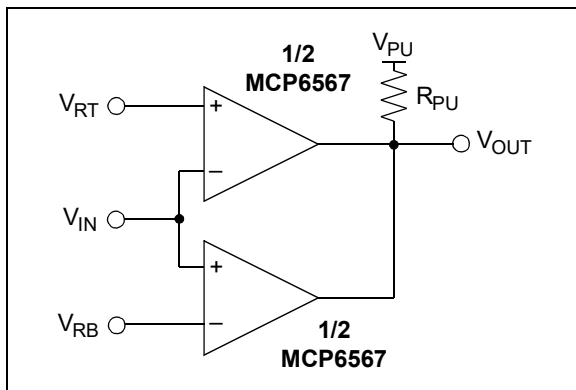 1/2
MCP6567
V_PU
R_PU
V_RT
+
−
V_OUT
V_IN
+
−
V_RB
1/2
MCP6567